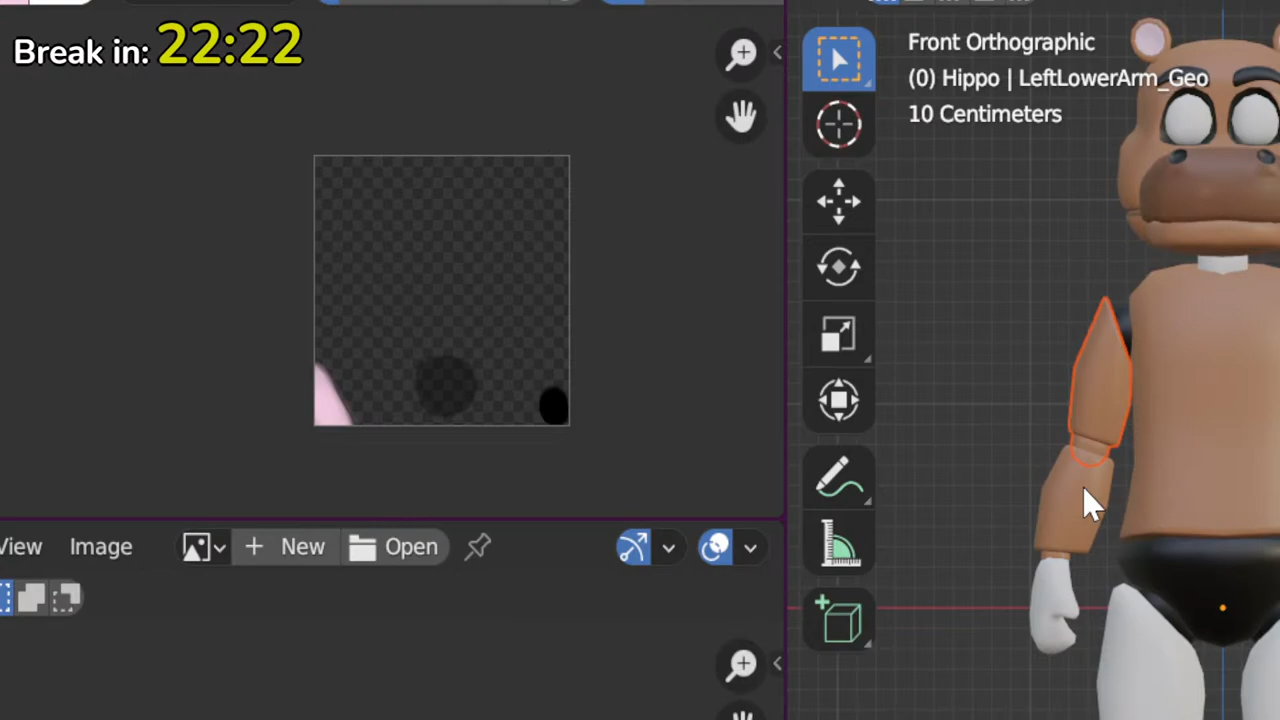 Break in: 22:22
Front Orthographic
(0) Hippo | LeftLowerArm_Geo
10 Centimeters
View Image New Open